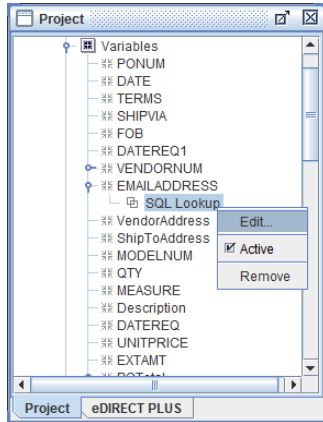 Project
Variables
PONUM
DATE
TERMS
SHIPVIA
FOB
DATEREQ1
VENDORNUM
EMAILADDRESS
SQL Lookup
VendorAddress
Edit...
ShipToAddress
Active
MODELNUM
QTY
Remove
MEASURE
Description
DATEREQ
UNITPRICE
EXTAMT
Project
eDIRECT PLUS